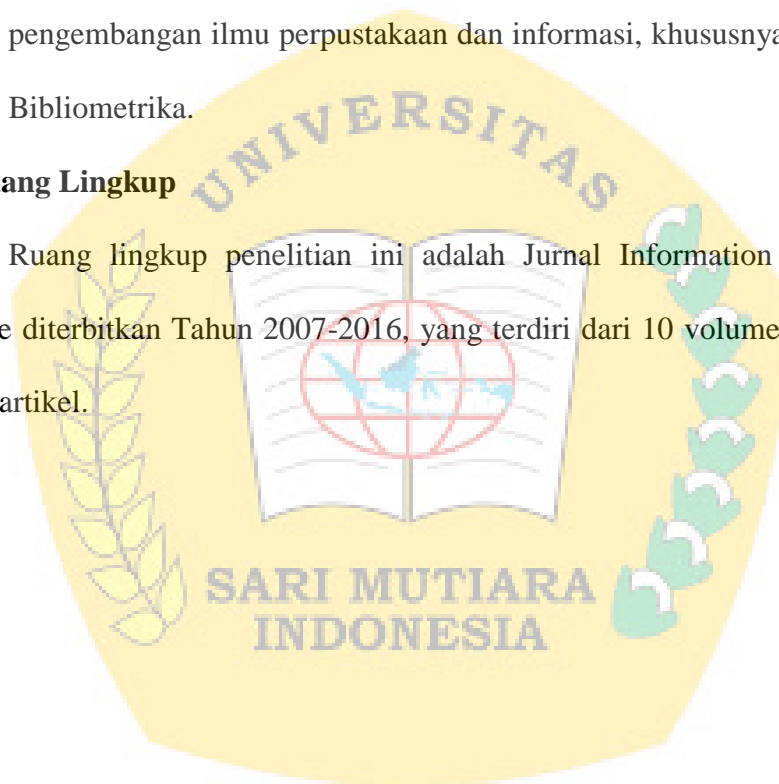 pengembangan ilmu perpustakaan dan informasi, khususnya
Bibliometrika.
UNIVERSITAS
ang Lingkup
Ruang lingkup penelitian ini adalah Jurnal Information
e diterbitkan Tahun 2007-2016, yang terdiri dari 10 volume
artikel.
SARI MUTIARA
INDONESIA